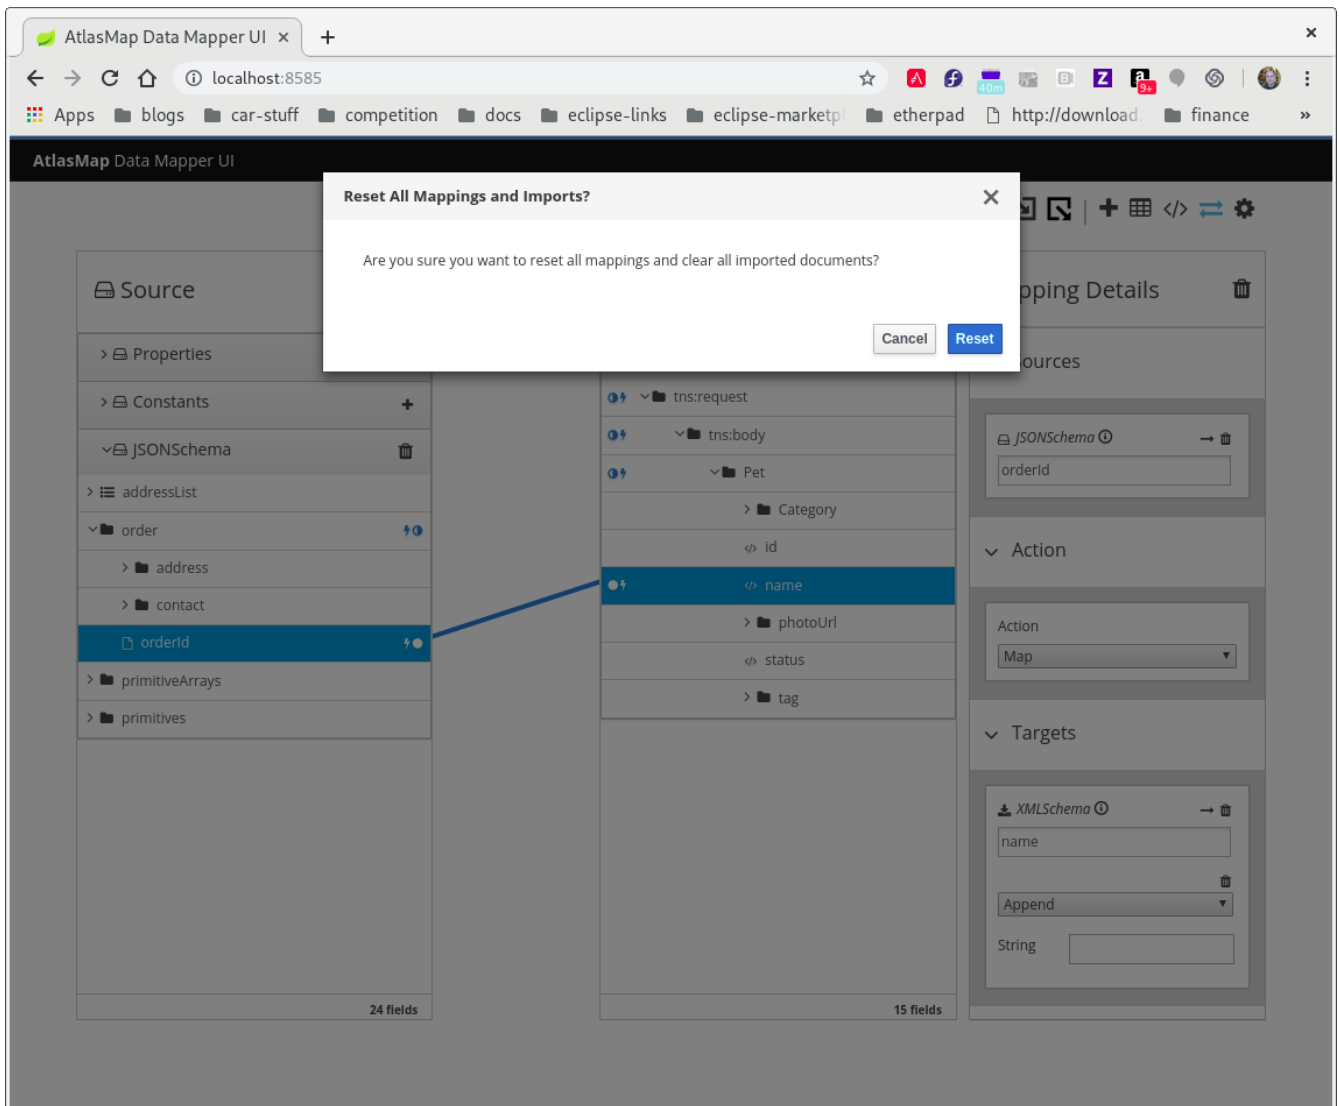 AtlasMap Data Mapper UI
localhost:8585
40m
9+
Apps blogs car-stuff competition docs eclipse-links eclipse-marketpl etherpad http://download. finance
AtlasMap Data Mapper UI
Reset All Mappings and Imports?
Are you sure you want to reset all mappings and clear all imported documents?
Cancel Reset
Source
Properties
Constants
JSONSchema
addressList
order
address
contact
orderId
primitiveArrays
primitives
24 fields
tns:request
tns:body
Pet
Category
id
name
photoUrl
status
tag
15 fields
pping Details
ources
JSONSchema
orderId
Action
Action
Map
Targets
XMLSchema
name
Append
String